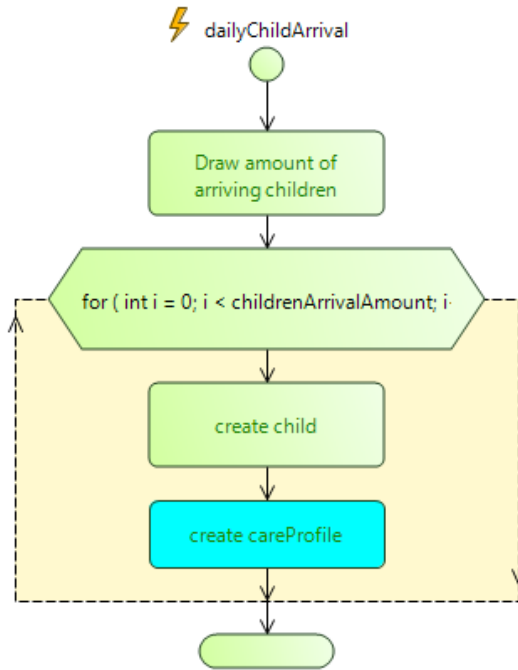 dailyChildArrival
Draw amount of
arriving children
for ( int i = 0; i < childrenArrivalAmount; i
create child
create careProfile